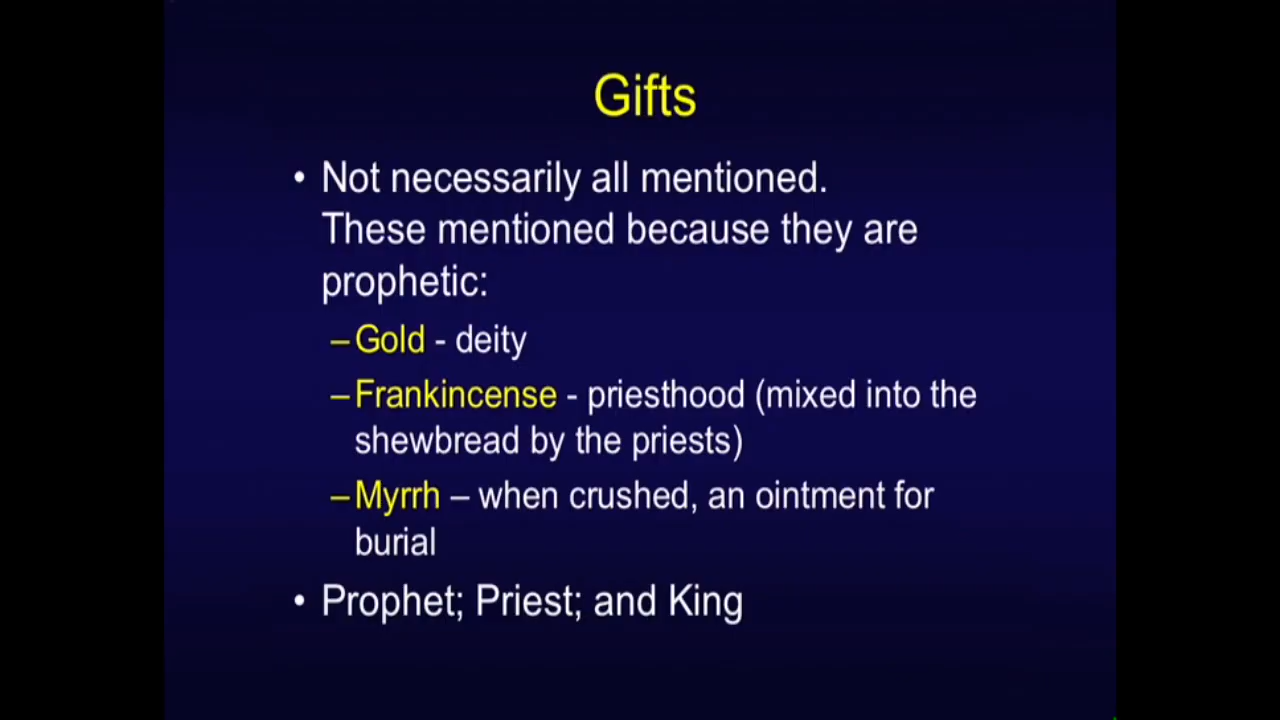 Gifts
• Not necessarily all mentioned.
These mentioned because they are
prophetic:
–Gold - deity
–Frankincense - priesthood (mixed into the
shewbread by the priests)
–Myrrh – when crushed, an ointment for
burial
• Prophet; Priest; and King